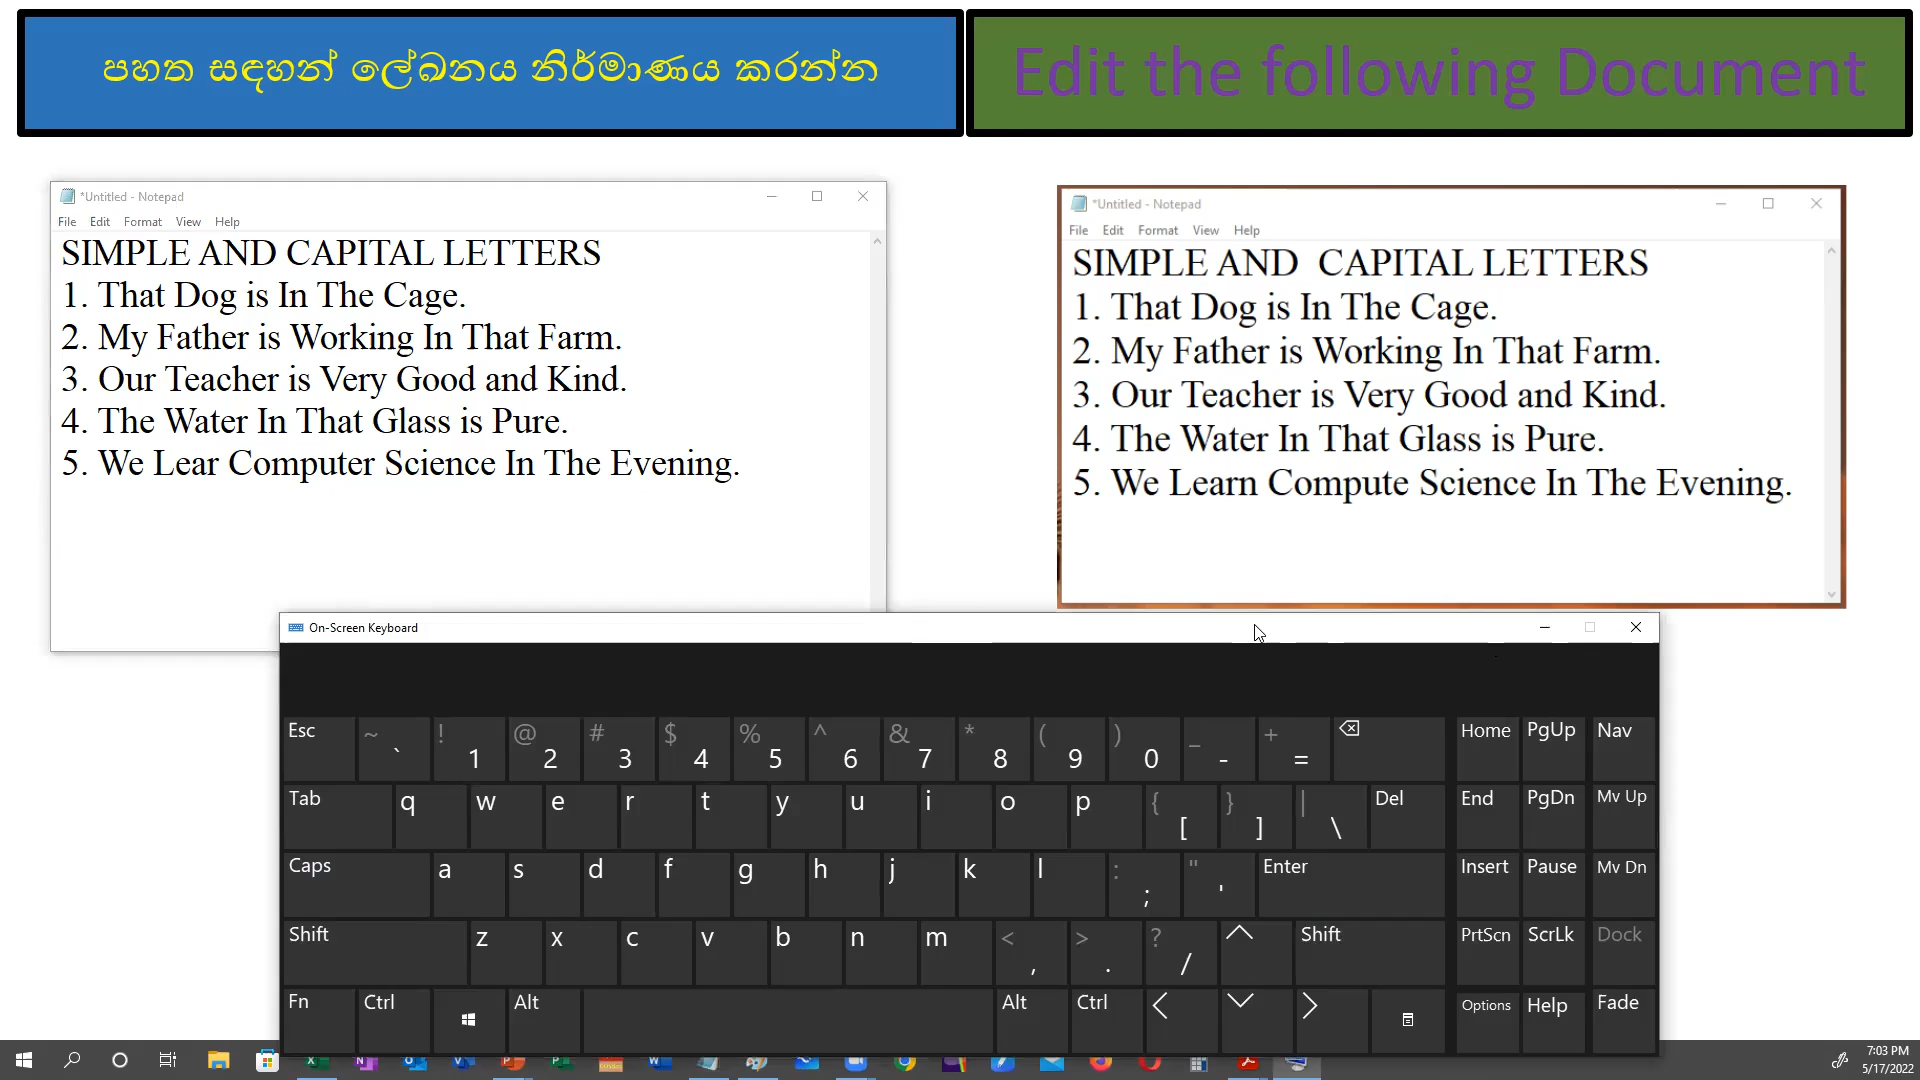 පහත සඳහන් ලේඛනය නිර්මාණය කරන්න
Edit the following Document
*Untitled - Notepad
File Edit Format View Help
SIMPLE AND CAPITAL LETTERS
1. That Dog is In The Cage.
2. My Father is Working In That Farm.
3. Our Teacher is Very Good and Kind.
4. The Water In That Glass is Pure.
5. We Lear Computer Science In The Evening.
*Untitled - Notepad
File Edit Format View Help
SIMPLE AND  CAPITAL LETTERS
1. That Dog is In The Cage.
2. My Father is Working In That Farm.
3. Our Teacher is Very Good and Kind.
4. The Water In That Glass is Pure.
5. We Learn Compute Science In The Evening.
On-Screen Keyboard
Esc ~ ` ! 1 @ 2 # 3 $ 4 % 5 ^ 6 & 7 * 8 ( 9 ) 0 _ - + = Home PgUp Nav
Tab q w e r t y u i o p { [ } ] | \ Del End PgDn Mv Up
Caps a s d f g h j k l : ; " ' Enter Insert Pause Mv Dn
Shift z x c v b n m < , > . ? / Shift PrtScn ScrLk Dock
Fn Ctrl Alt Alt Ctrl Options Help Fade
7:03 PM
5/17/2022